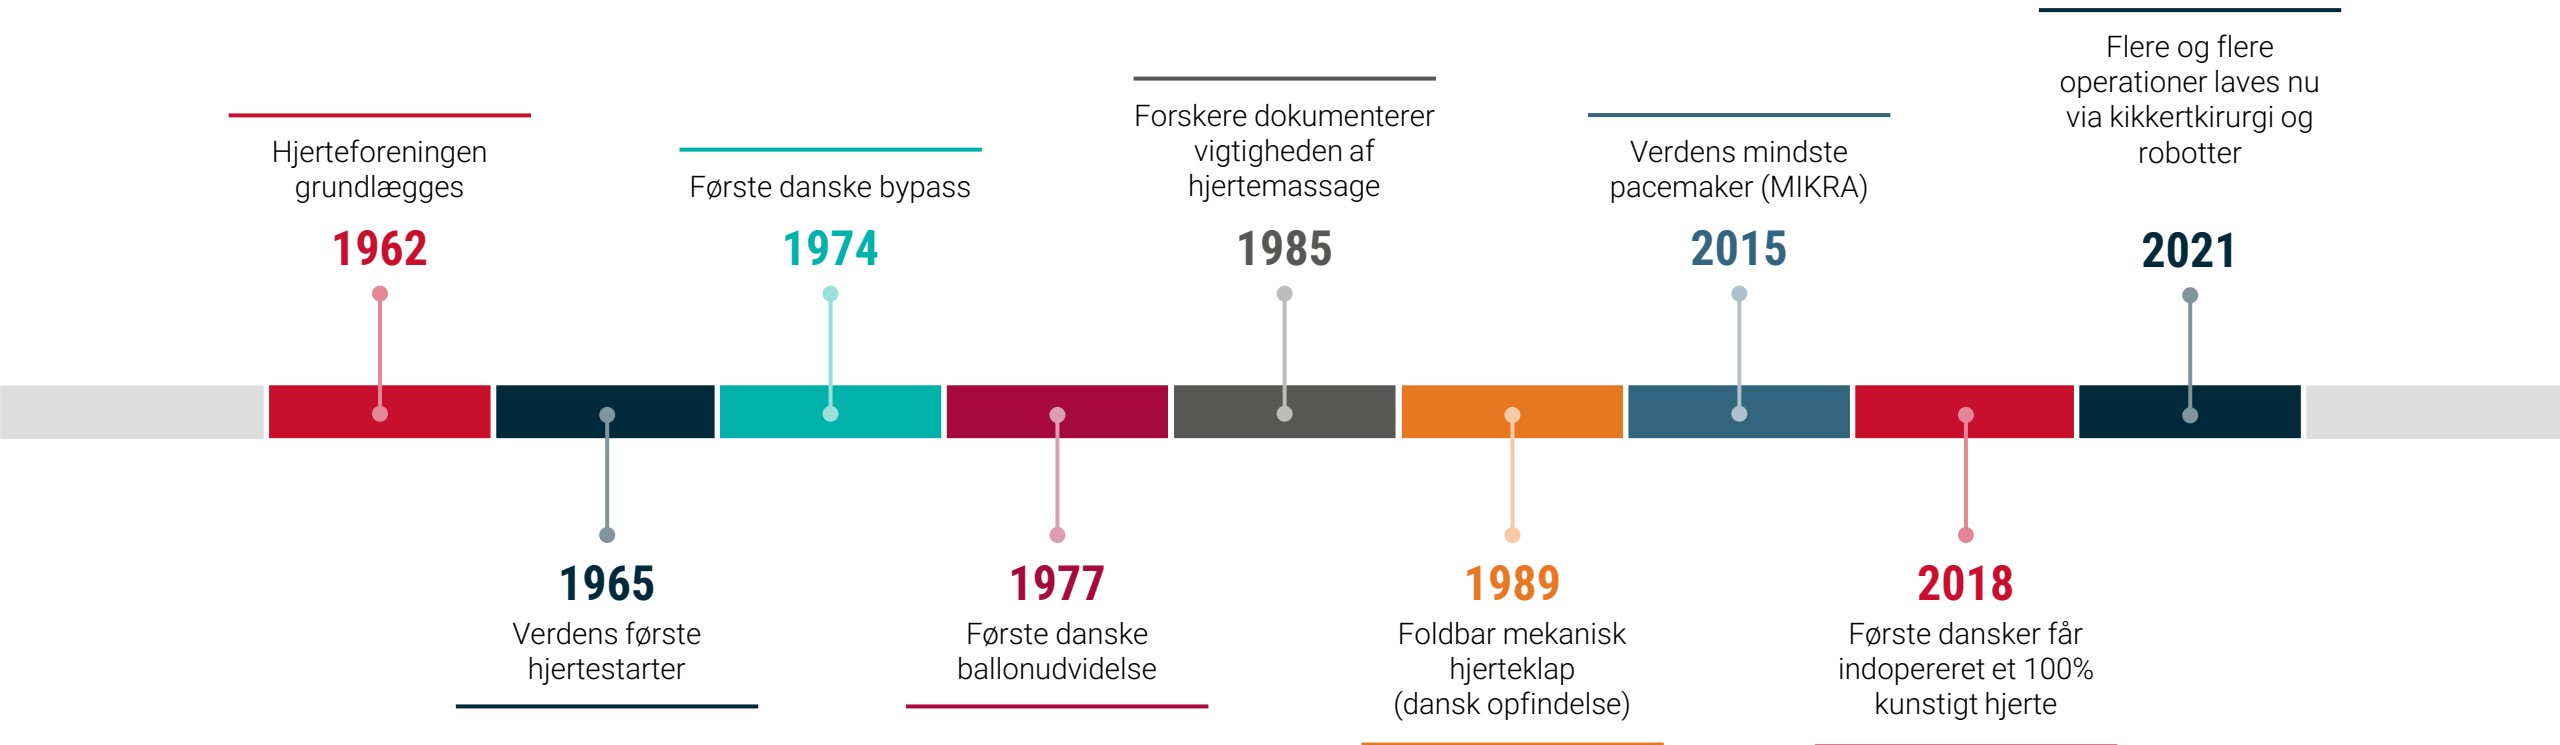 Hjerteforeningen
grundlægges
1962
1965
Verdens første
hjertestarter
Første danske bypass
1974
1977
Første danske
ballonudvidelse
Forskere dokumenterer
vigtigheden af
hjertemassage
1985
1989
Foldbar mekanisk
hjerteklap
(dansk opfindelse)
Verdens mindste
pacemaker (MIKRA)
2015
2018
Første dansker får
indopereret et 100%
kunstigt hjerte
Flere og flere
operationer laves nu
via kikkertkirurgi og
robotter
2021